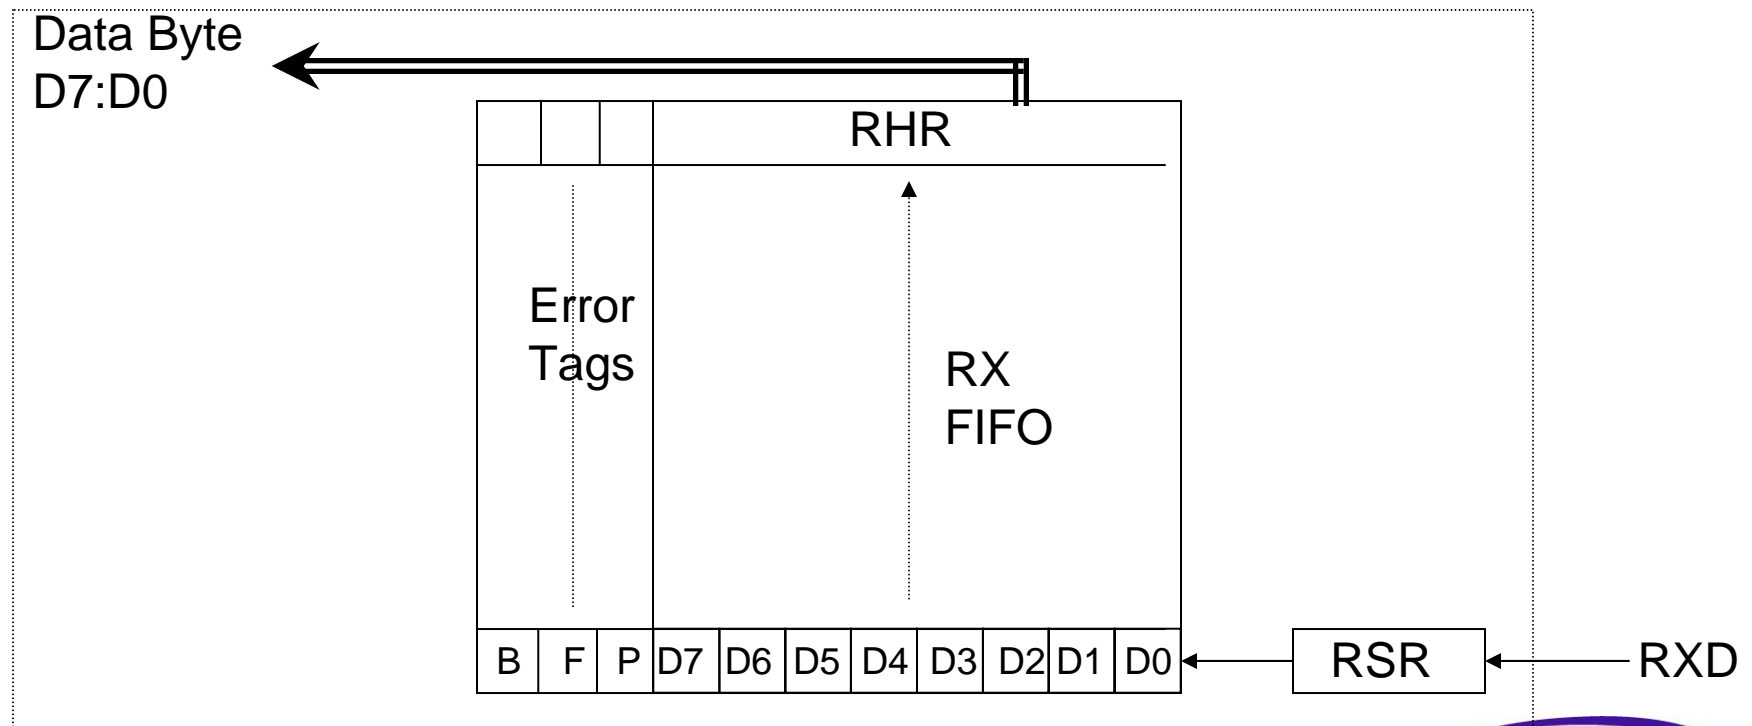 Data Byte
D7:D0
RHR
Error
Tags
RX
FIFO
B F P D7 D6 D5 D4 D3 D2 D1 D0
RSR
RXD